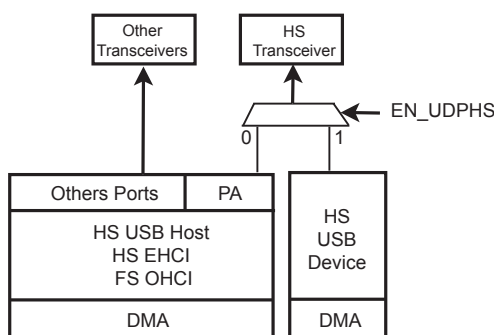 Other
Transceivers
HS
Transceiver
EN_UDPHS
0
1
Others Ports
PA
HS USB Host
HS EHCI
FS OHCI
DMA
HS
USB
Device
DMA